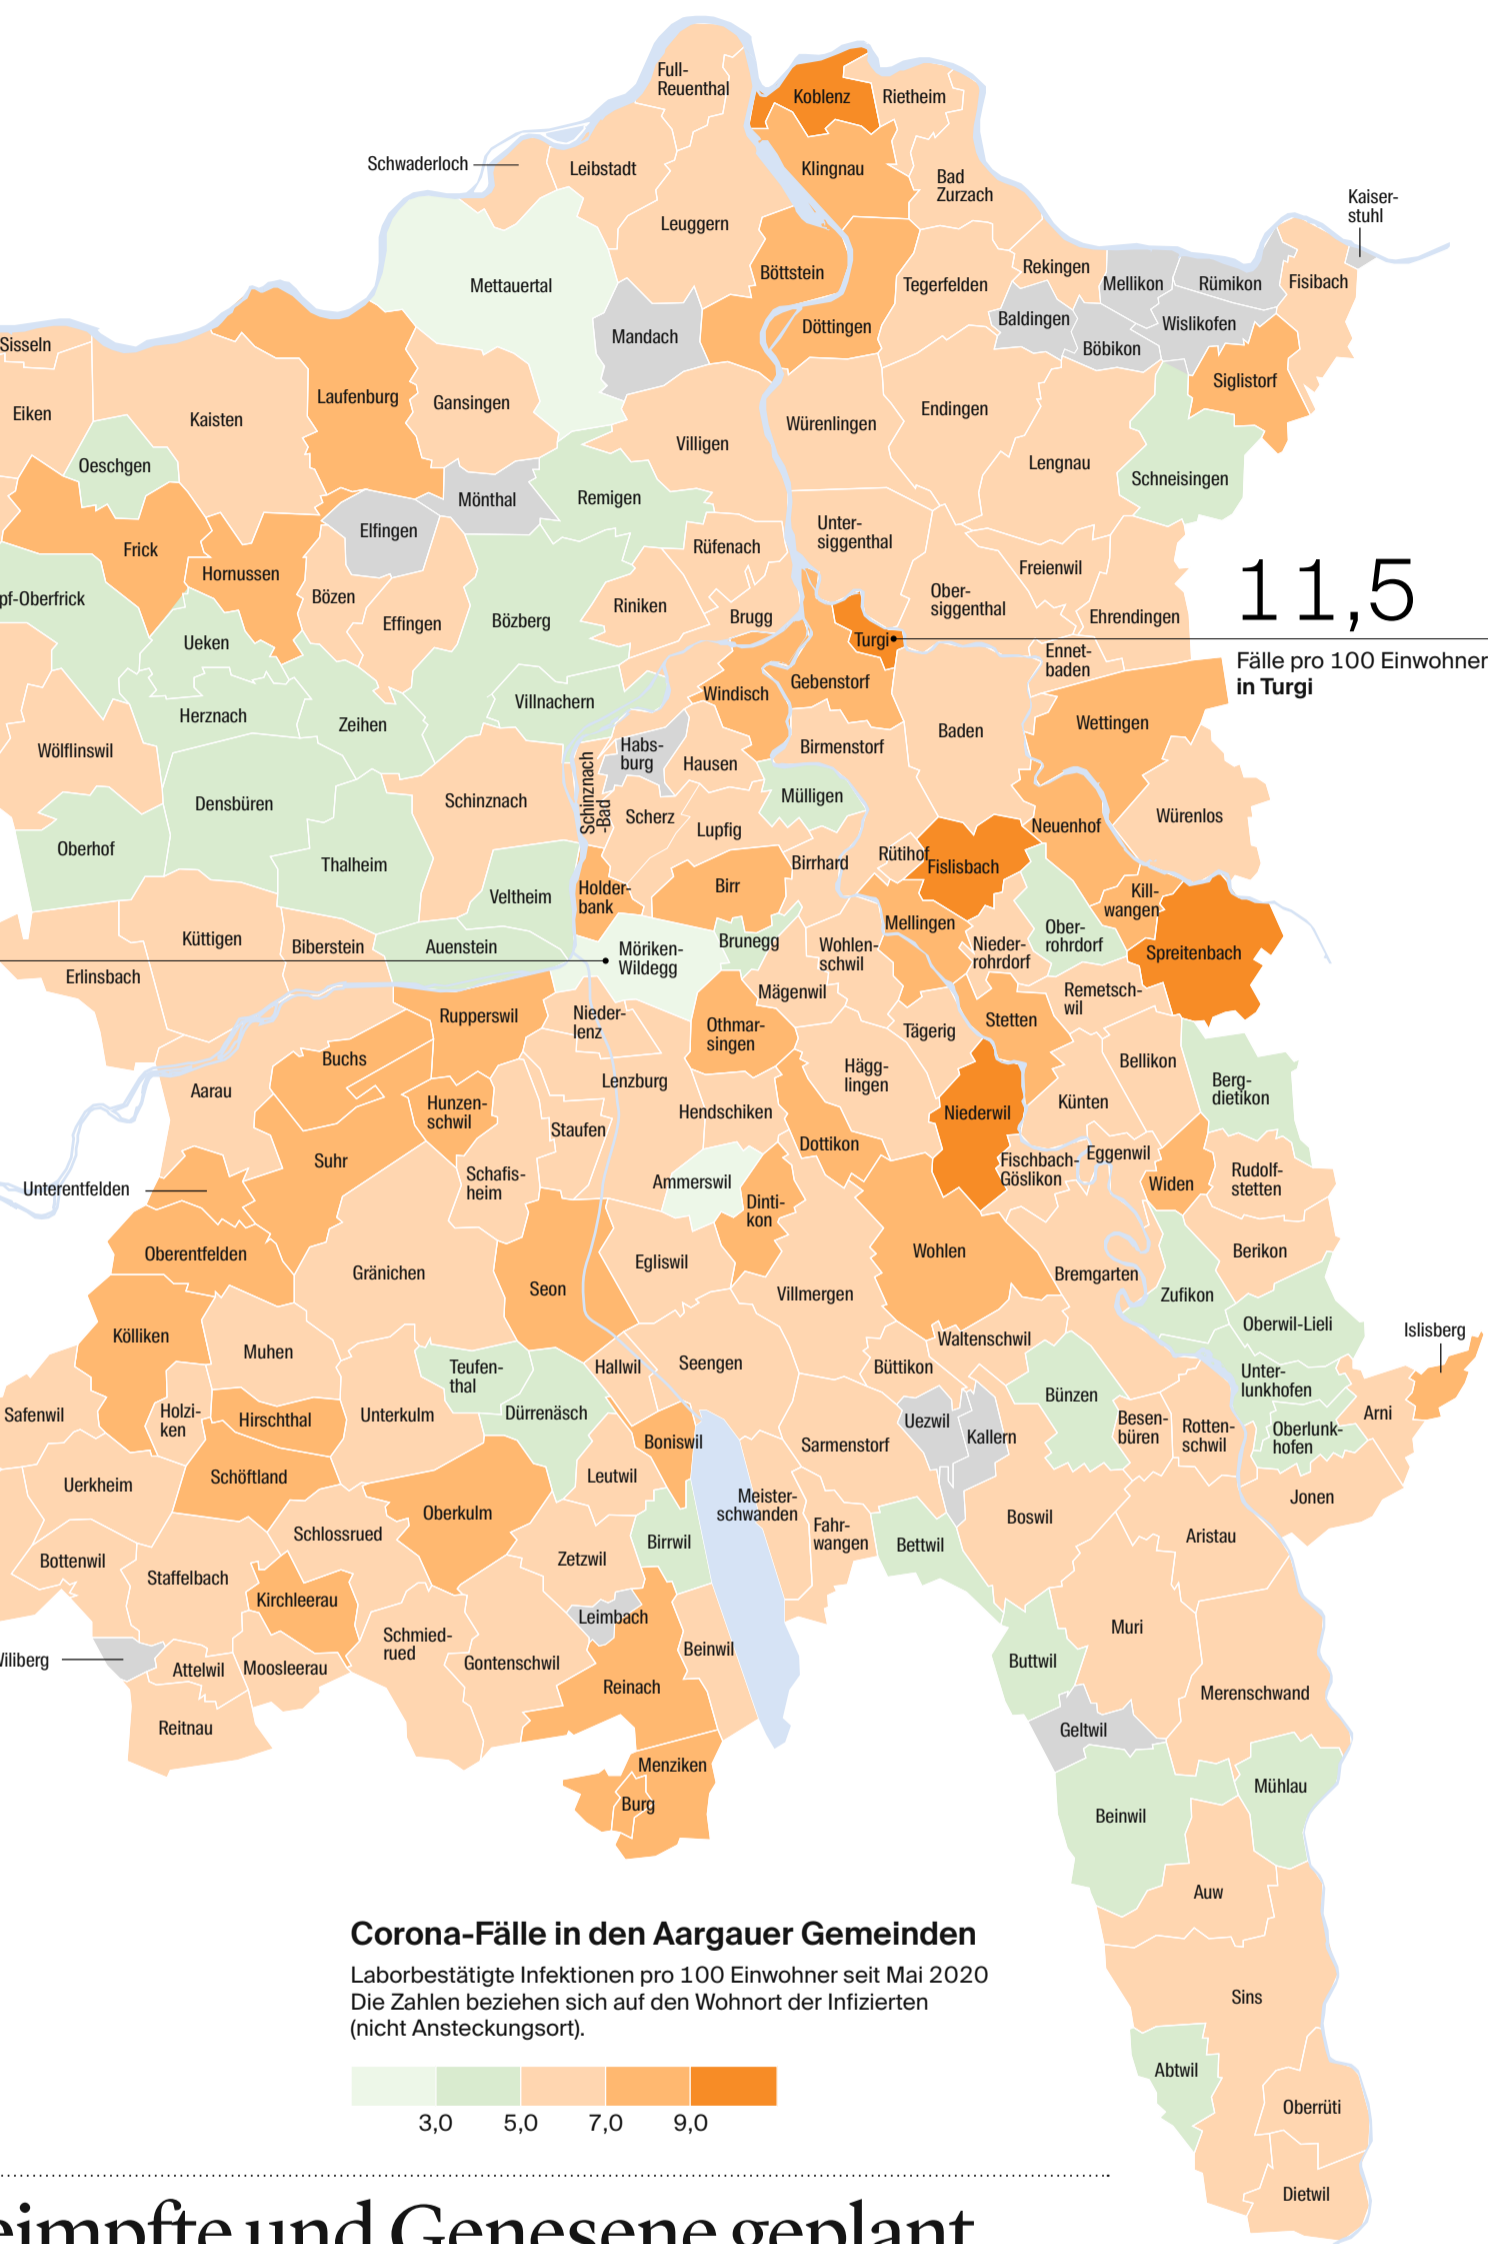 Full-
Reuenthal
Koblenz
Rietheim
Schwaderloch
Leibstadt
Klingnau
Bad
Zurzach
Kaiser-
stuhl
Leuggern
Mettauertal
Böttstein
Tegerfelden
Rekingen
Mellikon
Rümikon
Fisibach
Sisseln
Mandach
Döttingen
Baldingen
Wislikofen
Böbikon
Siglistorf
Eiken
Kaisten
Laufenburg
Gansingen
Villigen
Würenlingen
Endingen
Oeschgen
Mönthal
Remigen
Lengnau
Schneisingen
Frick
Elfingen
Rüfenach
Unter-
siggenthal
Hornussen
Freienwil
11,5
pf-Oberfrick
Bözen
Effingen
Bözberg
Riniken
Brugg
Ober-
siggenthal
Ehrendingen
Ueken
Turgi
Ennet-
baden
Fälle pro 100 Einwohner
in Turgi
Herznach
Zeihen
Villnachern
Windisch
Gebenstorf
Wettingen
Wölflinswil
Habs-
burg
Hausen
Birmenstorf
Baden
Densbüren
Schinznach
Schinznach
-Bad
Scherz
Lupfig
Mülligen
Würenlos
Oberhof
Thalheim
Neuenhof
Veltheim
Holder-
bank
Birr
Birrhard
Rütihof
Fislisbach
Kill-
wangen
Küttigen
Biberstein
Auenstein
Möriken-
Wildegg
Brunegg
Wohlen-
schwil
Mellingen
Nieder-
rohrdorf
Ober-
rohrdorf
Spreitenbach
Erlinsbach
Mägenwil
Remetsch-
wil
Rupperswil
Nieder-
lenz
Othmar-
singen
Tägerig
Stetten
Buchs
Aarau
Lenzburg
Hägg-
lingen
Bellikon
Berg-
dietikon
Hunzen-
schwil
Staufen
Hendschiken
Niederwil
Künten
Suhr
Dottikon
Unterentfelden
Schafis-
heim
Ammerswil
Dinti-
kon
Fischbach-
Göslikon
Eggenwil
Widen
Rudolf-
stetten
Oberentfelden
Gränichen
Seon
Egliswil
Wohlen
Berikon
Villmergen
Bremgarten
Zufikon
Kölliken
Muhen
Oberwil-Lieli
Islisberg
Teufen-
thal
Hallwil
Seengen
Waltenschwil
Büttikon
Unter-
lunkhofen
Safenwil
Holzi-
ken
Hirschthal
Unterkulm
Dürrenäsch
Bünzen
Arni
Boniswil
Sarmenstorf
Uezwil
Kallern
Besen-
büren
Rotten-
schwil
Oberlunk-
hofen
Uerkheim
Schöftland
Oberkulm
Leutwil
Meister-
schwanden
Jonen
Schlossrued
Fahr-
wangen
Boswil
Aristau
Bottenwil
Staffelbach
Zetzwil
Birrwil
Bettwil
Kirchleerau
Leimbach
Muri
Wiliberg
Attelwil
Moosleerau
Schmied-
rued
Gontenschwil
Beinwil
Buttwil
Reitnau
Reinach
Merenschwand
Geltwil
Menziken
Burg
Beinwil
Mühlau
Auw
Corona-Fälle in den Aargauer Gemeinden
Laborbestätigte Infektionen pro 100 Einwohner seit Mai 2020
Die Zahlen beziehen sich auf den Wohnort der Infizierten
(nicht Ansteckungsort).
Sins
Abtwil
3,0 5,0 7,0 9,0
Oberrüti
Dietwil
eimpfte und Genesene geplant